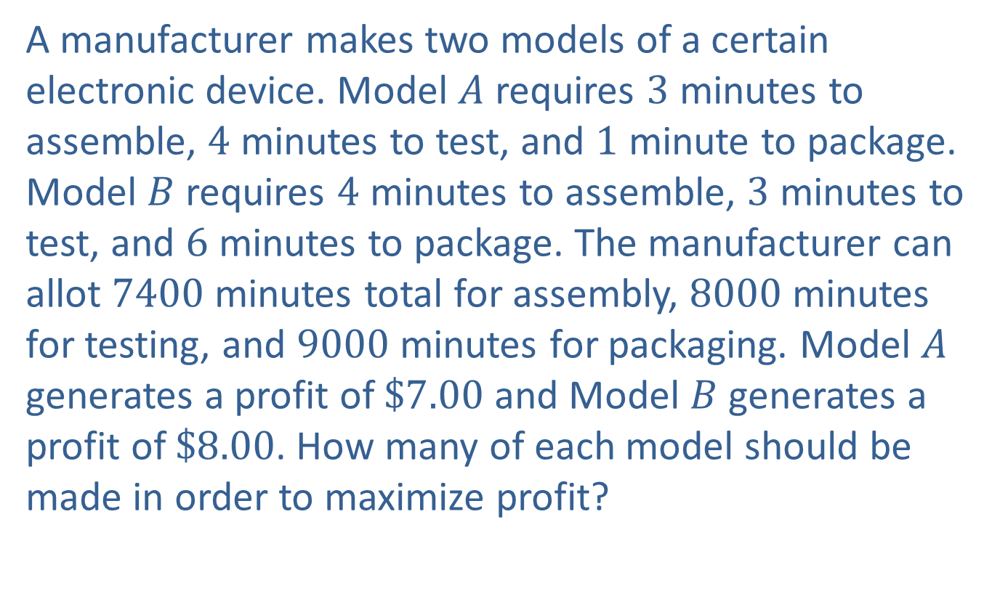 A manufacturer makes two models of a certain
electronic device. Model A requires 3 minutes to
assemble, 4 minutes to test, and 1 minute to package.
Model B requires 4 minutes to assemble, 3 minutes to
test, and 6 minutes to package. The manufacturer can
allot 7400 minutes total for assembly, 8000 minutes
for testing, and 9000 minutes for packaging. Model A
generates a profit of $7.00 and Model B generates a
profit of $8.00. How many of each model should be
made in order to maximize profit?